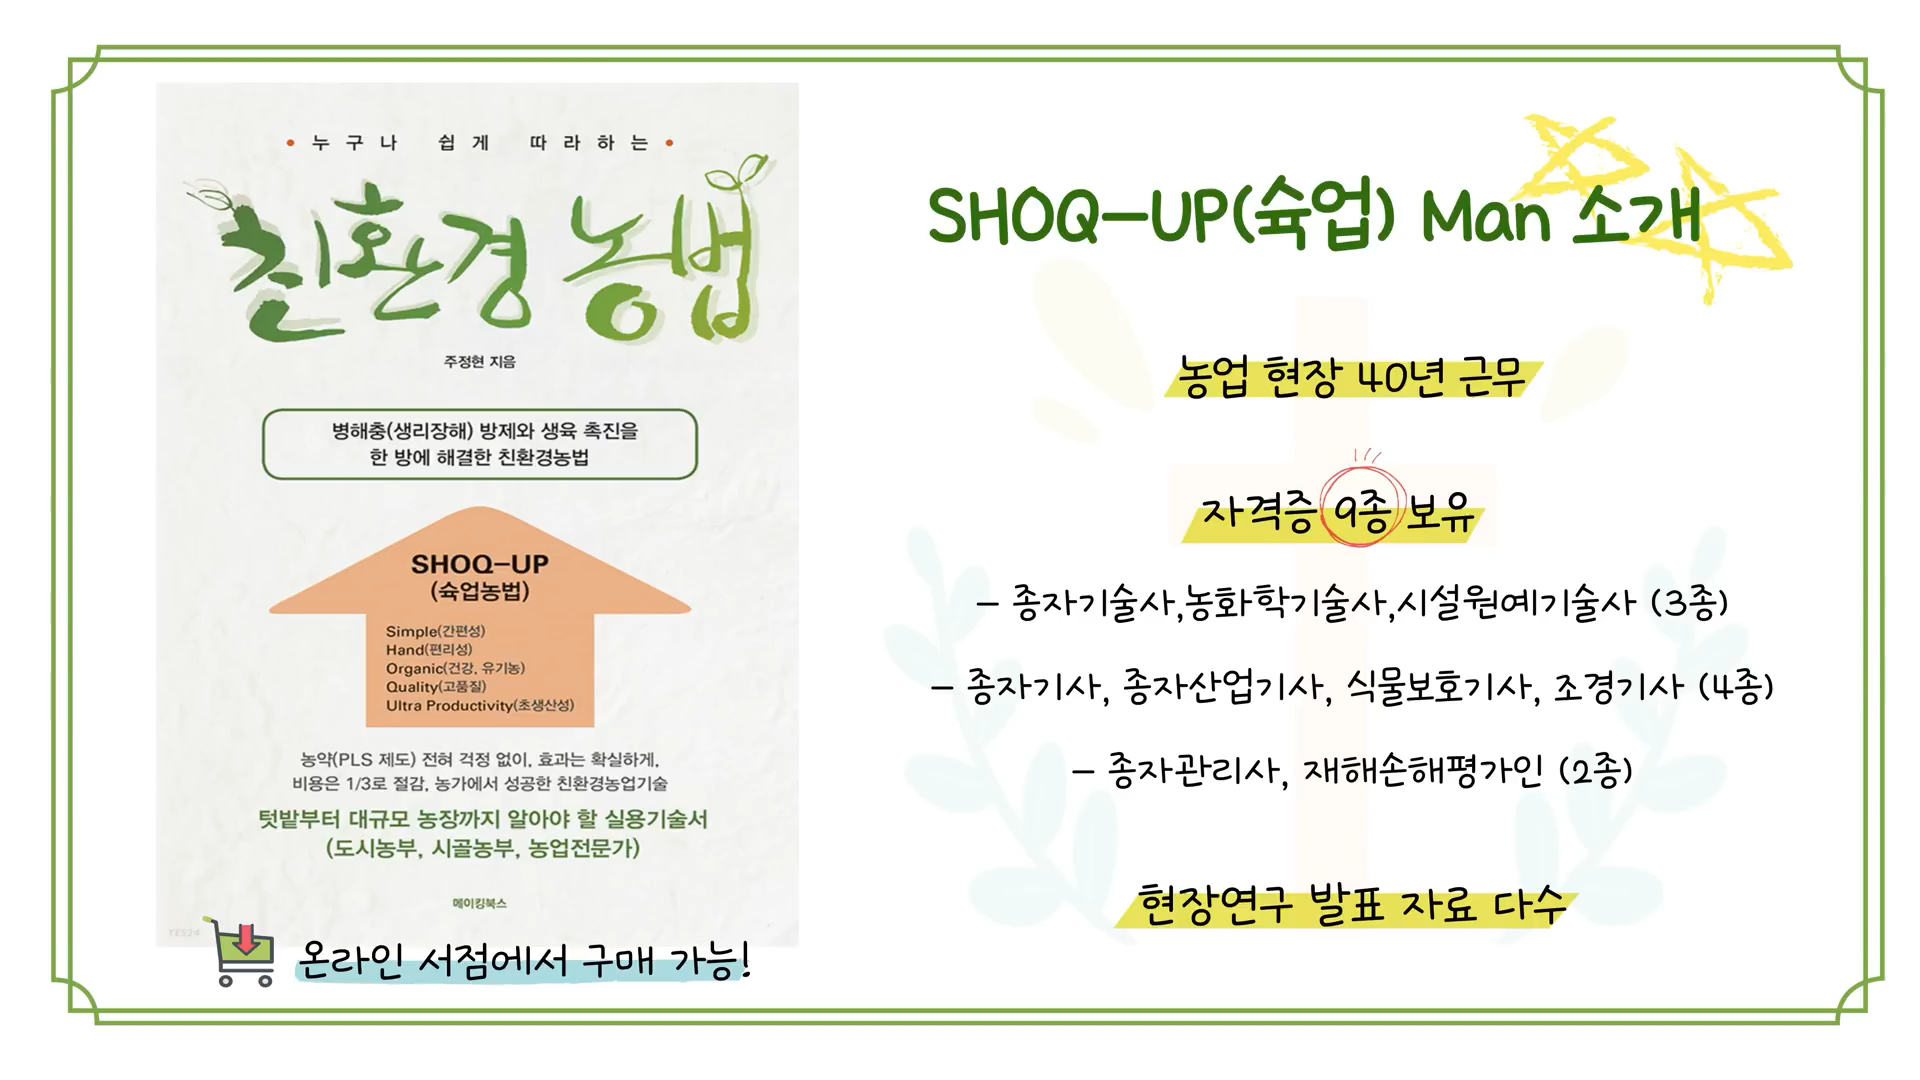 • 누구나 쉽게 따라하는 •
친환경 농법
주정현 지음
병해충(생리장해) 방제와 생육 촉진을
한 방에 해결한 친환경농법
SHOQ-UP
(슉업농법)
Simple(간편성)
Hand(편리성)
Organic(건강, 유기농)
Quality(고품질)
Ultra Productivity(초생산성)
농약(PLS 제도) 전혀 걱정 없이, 효과는 확실하게,
비용은 1/3로 절감, 농가에서 성공한 친환경농업기술
텃밭부터 대규모 농장까지 알아야 할 실용기술서
(도시농부, 시골농부, 농업전문가)
메이킹북스
YES24
온라인 서점에서 구매 가능!
SHOQ-UP(슉업) Man 소개
농업 현장 40년 근무
자격증 9종 보유
- 종자기술사,농화학기술사,시설원예기술사 (3종)
- 종자기사, 종자산업기사, 식물보호기사, 조경기사 (4종)
- 종자관리사, 재해손해평가인 (2종)
현장연구 발표 자료 다수